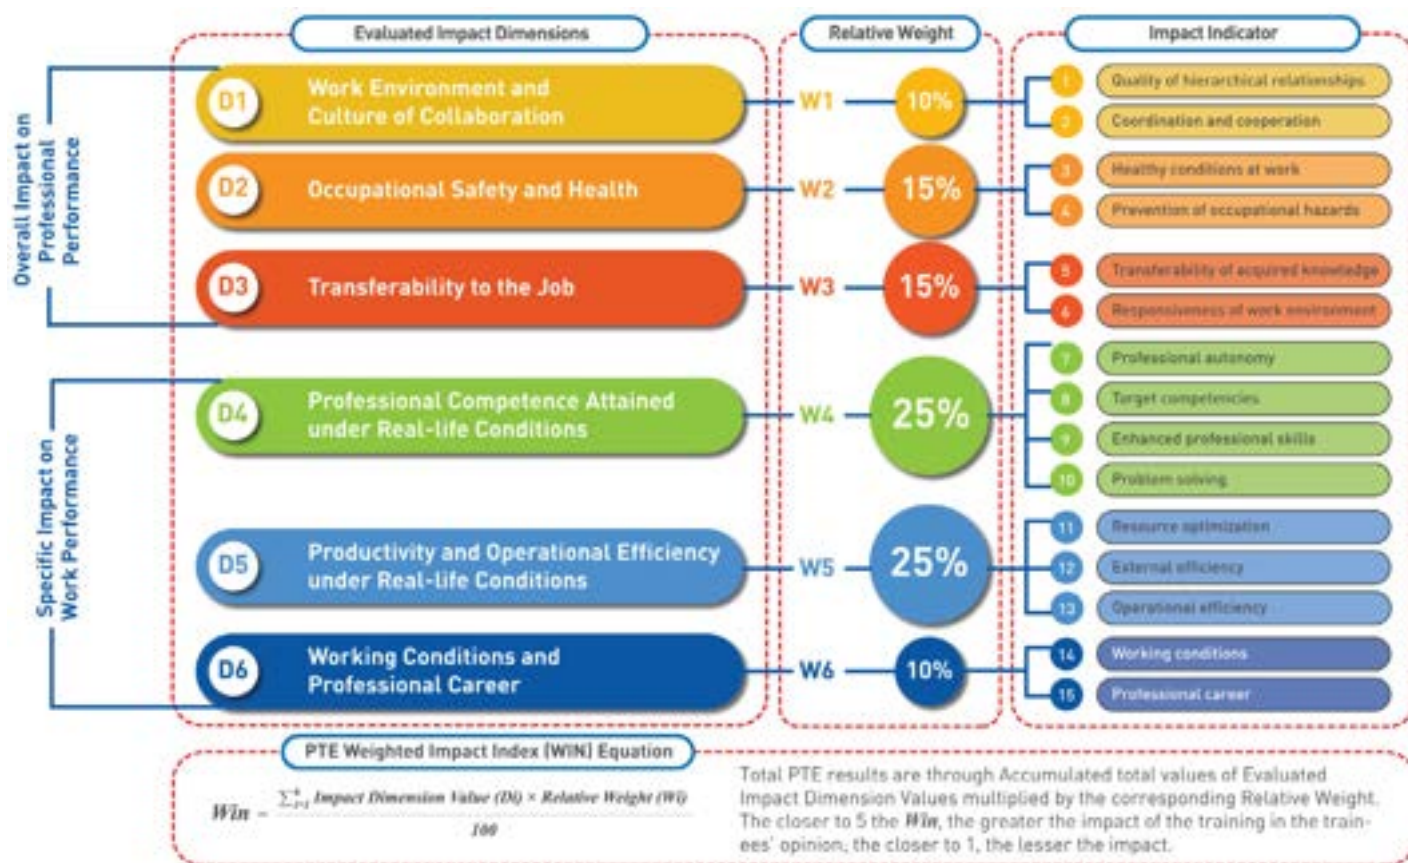 Evaluated Impact Dimensions
Relative Weight
Impact Indicator
Overall Impact on
Professional
Performance
D1
Work Environment and
Culture of Collaboration
W1
10%
1
Quality of hierarchical relationships
2
Coordination and cooperation
D2
Occupational Safety and Health
W2
15%
3
Healthy conditions at work
4
Prevention of occupational hazards
D3
Transferability to the Job
W3
15%
5
Transferability of acquired knowledge
6
Responsiveness of work environment
Specific Impact on
Work Performance
D4
Professional Competence Attained
under Real-life Conditions
W4
25%
7
Professional autonomy
8
Target competencies
9
Enhanced professional skills
10
Problem solving
D5
Productivity and Operational Efficiency
under Real-life Conditions
W5
25%
11
Resource optimization
12
External efficiency
13
Operational efficiency
D6
Working Conditions and
Professional Career
W6
10%
14
Working conditions
15
Professional career
PTE Weighted Impact Index (WIN) Equation
Impact Dimension Value (Di) × Relative Weight (Wi)
Win =
100
Total PTE results are through Accumulated total values of Evaluated
Impact Dimension Values multiplied by the corresponding Relative Weight.
The closer to 5 the Win, the greater the impact of the training in the train-
ees' opinion, the closer to 1, the lesser the impact.